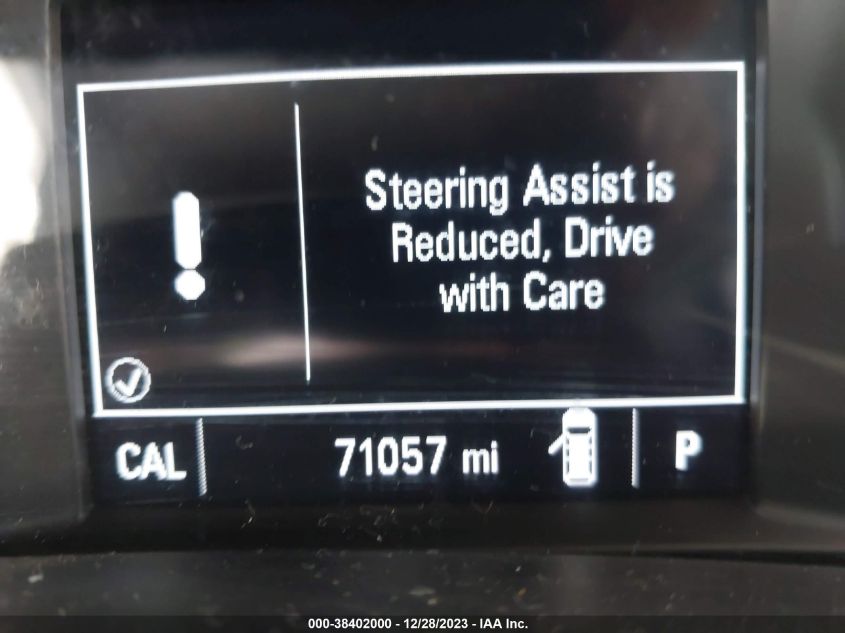 Steering Assist is
Reduced, Drive
with Care
CAL 71057 mi P
000-38402000 - 12/28/2023 - IAA Inc.